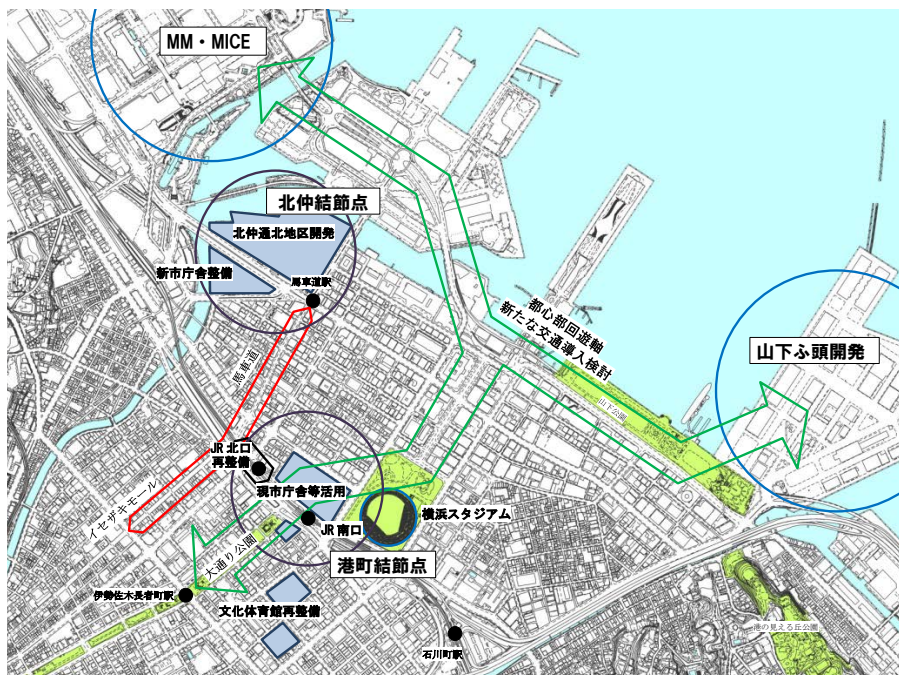 MM・MICE
北仲結節点
北仲通北地区開発
新市庁舎整備
馬車道駅
都心部回遊軸
新たな交通導入検討
山下ふ頭開発
馬車道
山下公園
JR 北口
再整備
現市庁舎等活用
イセザキモール
JR 南口
横浜スタジアム
大通り公園
港町結節点
伊勢佐木長者町駅
文化体育館再整備
石川町駅
港の見える丘公園